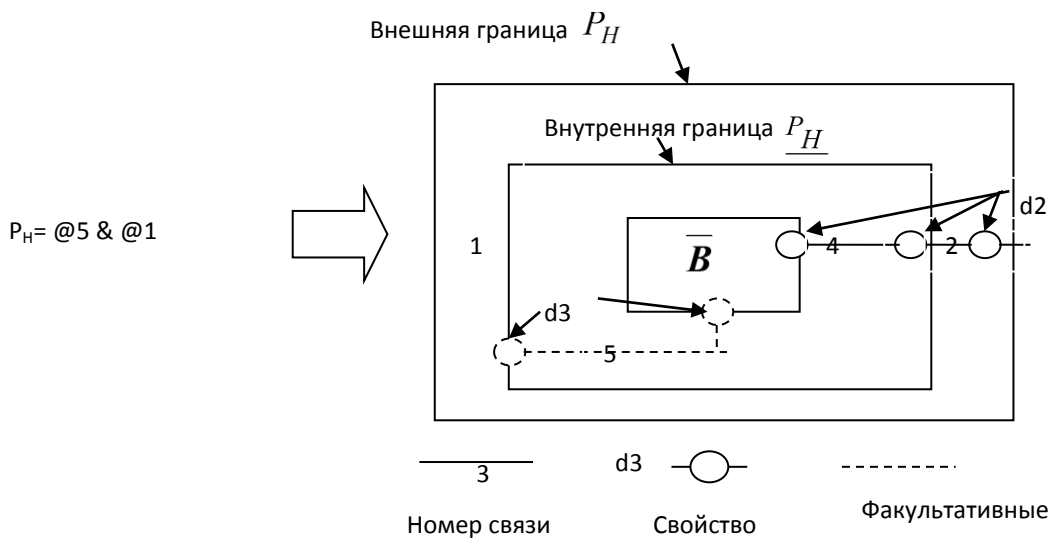 Внешняя граница P_H
Внутренняя граница P_H
d2
P_H= @5 & @1
1
B̅
4
2
d3
5
3
d3
Номер связи
Свойство
Факультативные